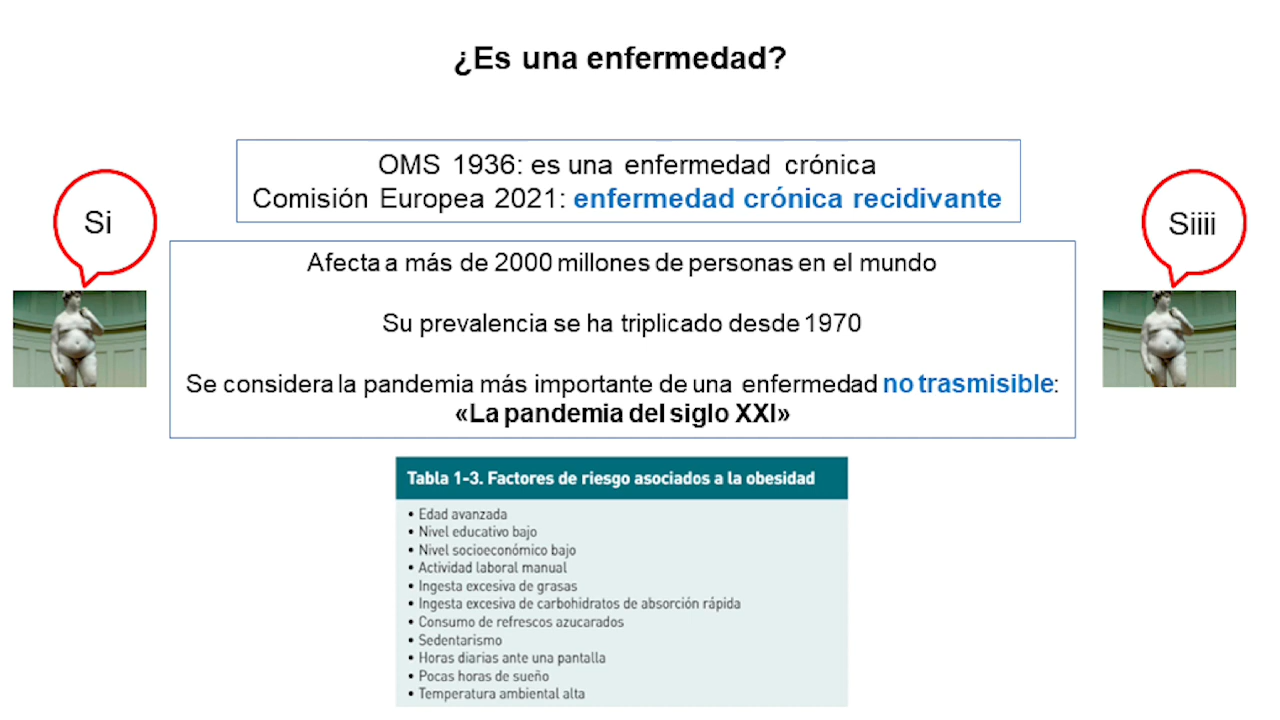 ¿Es una enfermedad?
OMS 1936: es una enfermedad crónica
Comisión Europea 2021: enfermedad crónica recidivante
Si
Siiii
Afecta a más de 2000 millones de personas en el mundo
Su prevalencia se ha triplicado desde 1970
Se considera la pandemia más importante de una enfermedad no trasmisible:
«La pandemia del siglo XXI»
Tabla 1-3. Factores de riesgo asociados a la obesidad
• Edad avanzada
• Nivel educativo bajo
• Nivel socioeconómico bajo
• Actividad laboral manual
• Ingesta excesiva de grasas
• Ingesta excesiva de carbohidratos de absorción rápida
• Consumo de refrescos azucarados
• Sedentarismo
• Horas diarias ante una pantalla
• Pocas horas de sueño
• Temperatura ambiental alta